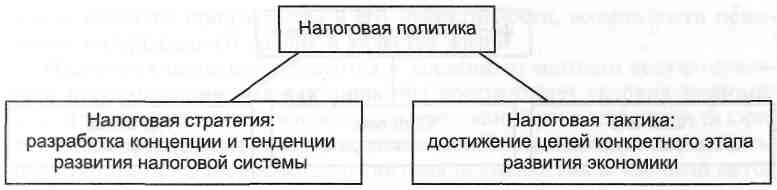 Налоговая политика
Налоговая стратегия:
разработка концепции и тенденции
развития налоговой системы
Налоговая тактика:
достижение целей конкретного этапа
развития экономики